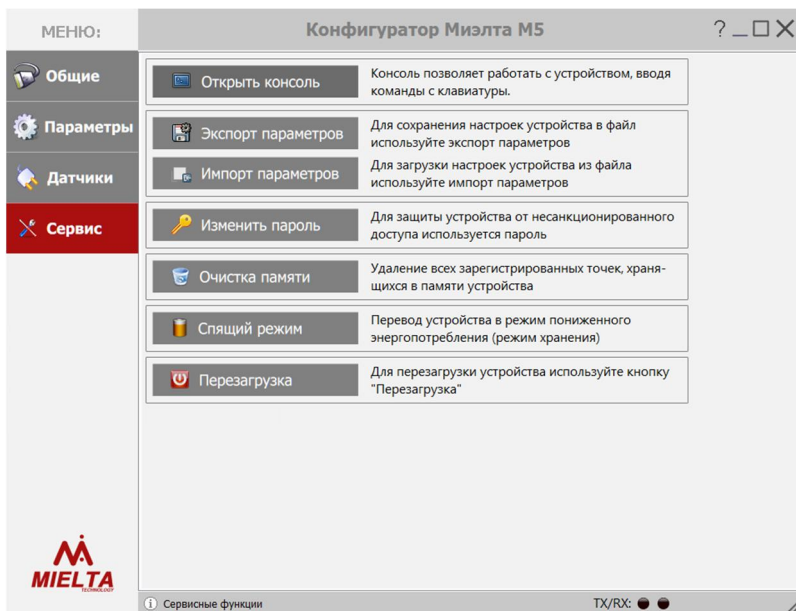 МЕНЮ:
Конфигуратор Миэлта М5
?
Общие
Параметры
Датчики
Сервис
Открыть консоль
Консоль позволяет работать с устройством, вводя
команды с клавиатуры.
Экспорт параметров
Для сохранения настроек устройства в файл
используйте экспорт параметров
Импорт параметров
Для загрузки настроек устройства из файла
используйте импорт параметров
Изменить пароль
Для защиты устройства от несанкционированного
доступа используется пароль
Очистка памяти
Удаление всех зарегистрированных точек, храня-
щихся в памяти устройства
Спящий режим
Перевод устройства в режим пониженного
энергопотребления (режим хранения)
Перезагрузка
Для перезагрузки устройства используйте кнопку
"Перезагрузка"
MIELTA
TECHNOLOGY
Сервисные функции
TX/RX: